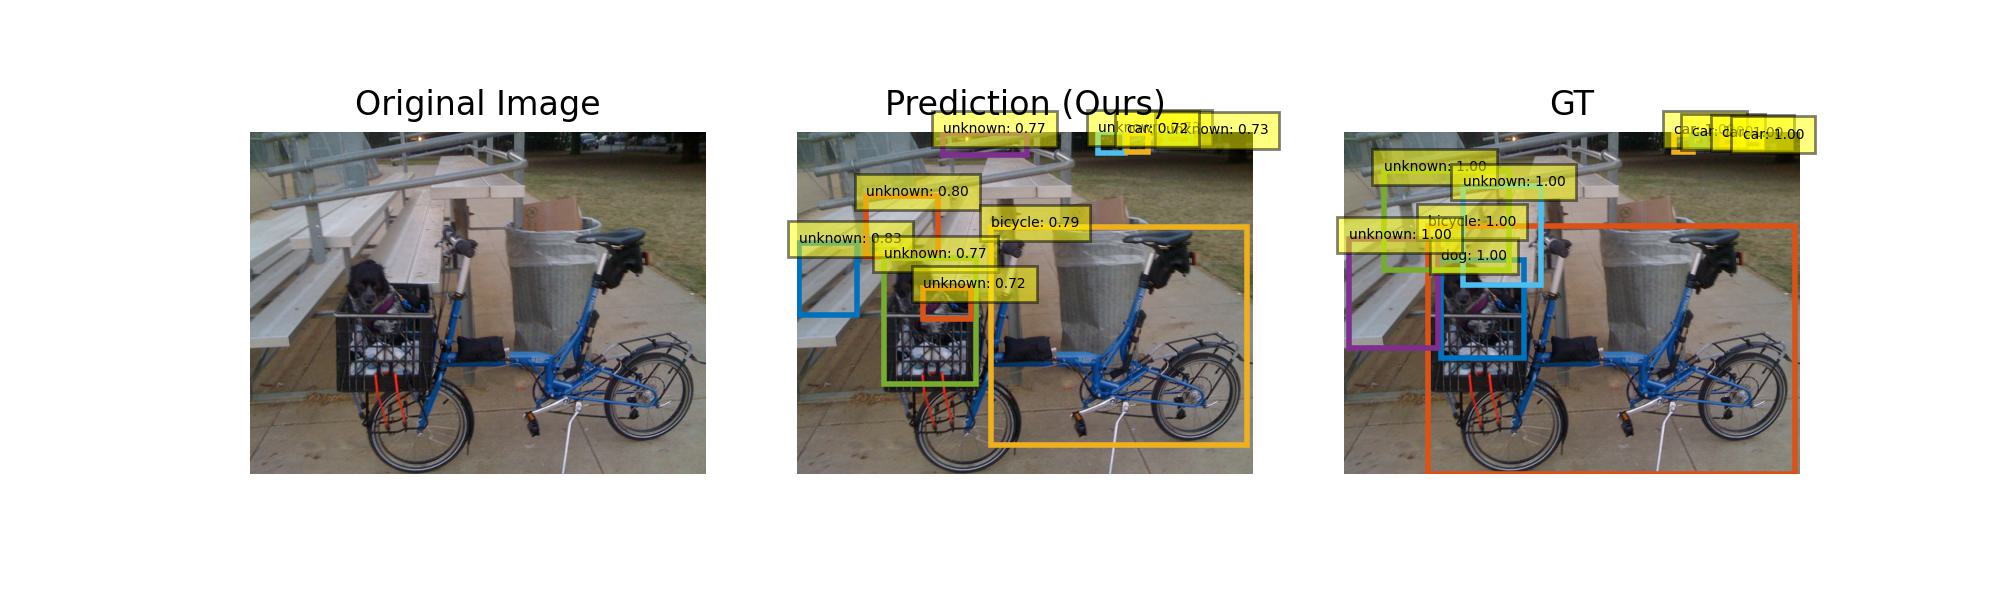 Original Image
Prediction (Ours)
GT
unknown: 0.77
car: 0.72
unknown: 0.73
unknown: 0.80
bicycle: 0.79
unknown: 0.83
unknown: 0.77
unknown: 0.72
car: 1.00
unknown: 1.00
unknown: 1.00
bicycle: 1.00
unknown: 1.00
dog: 1.00